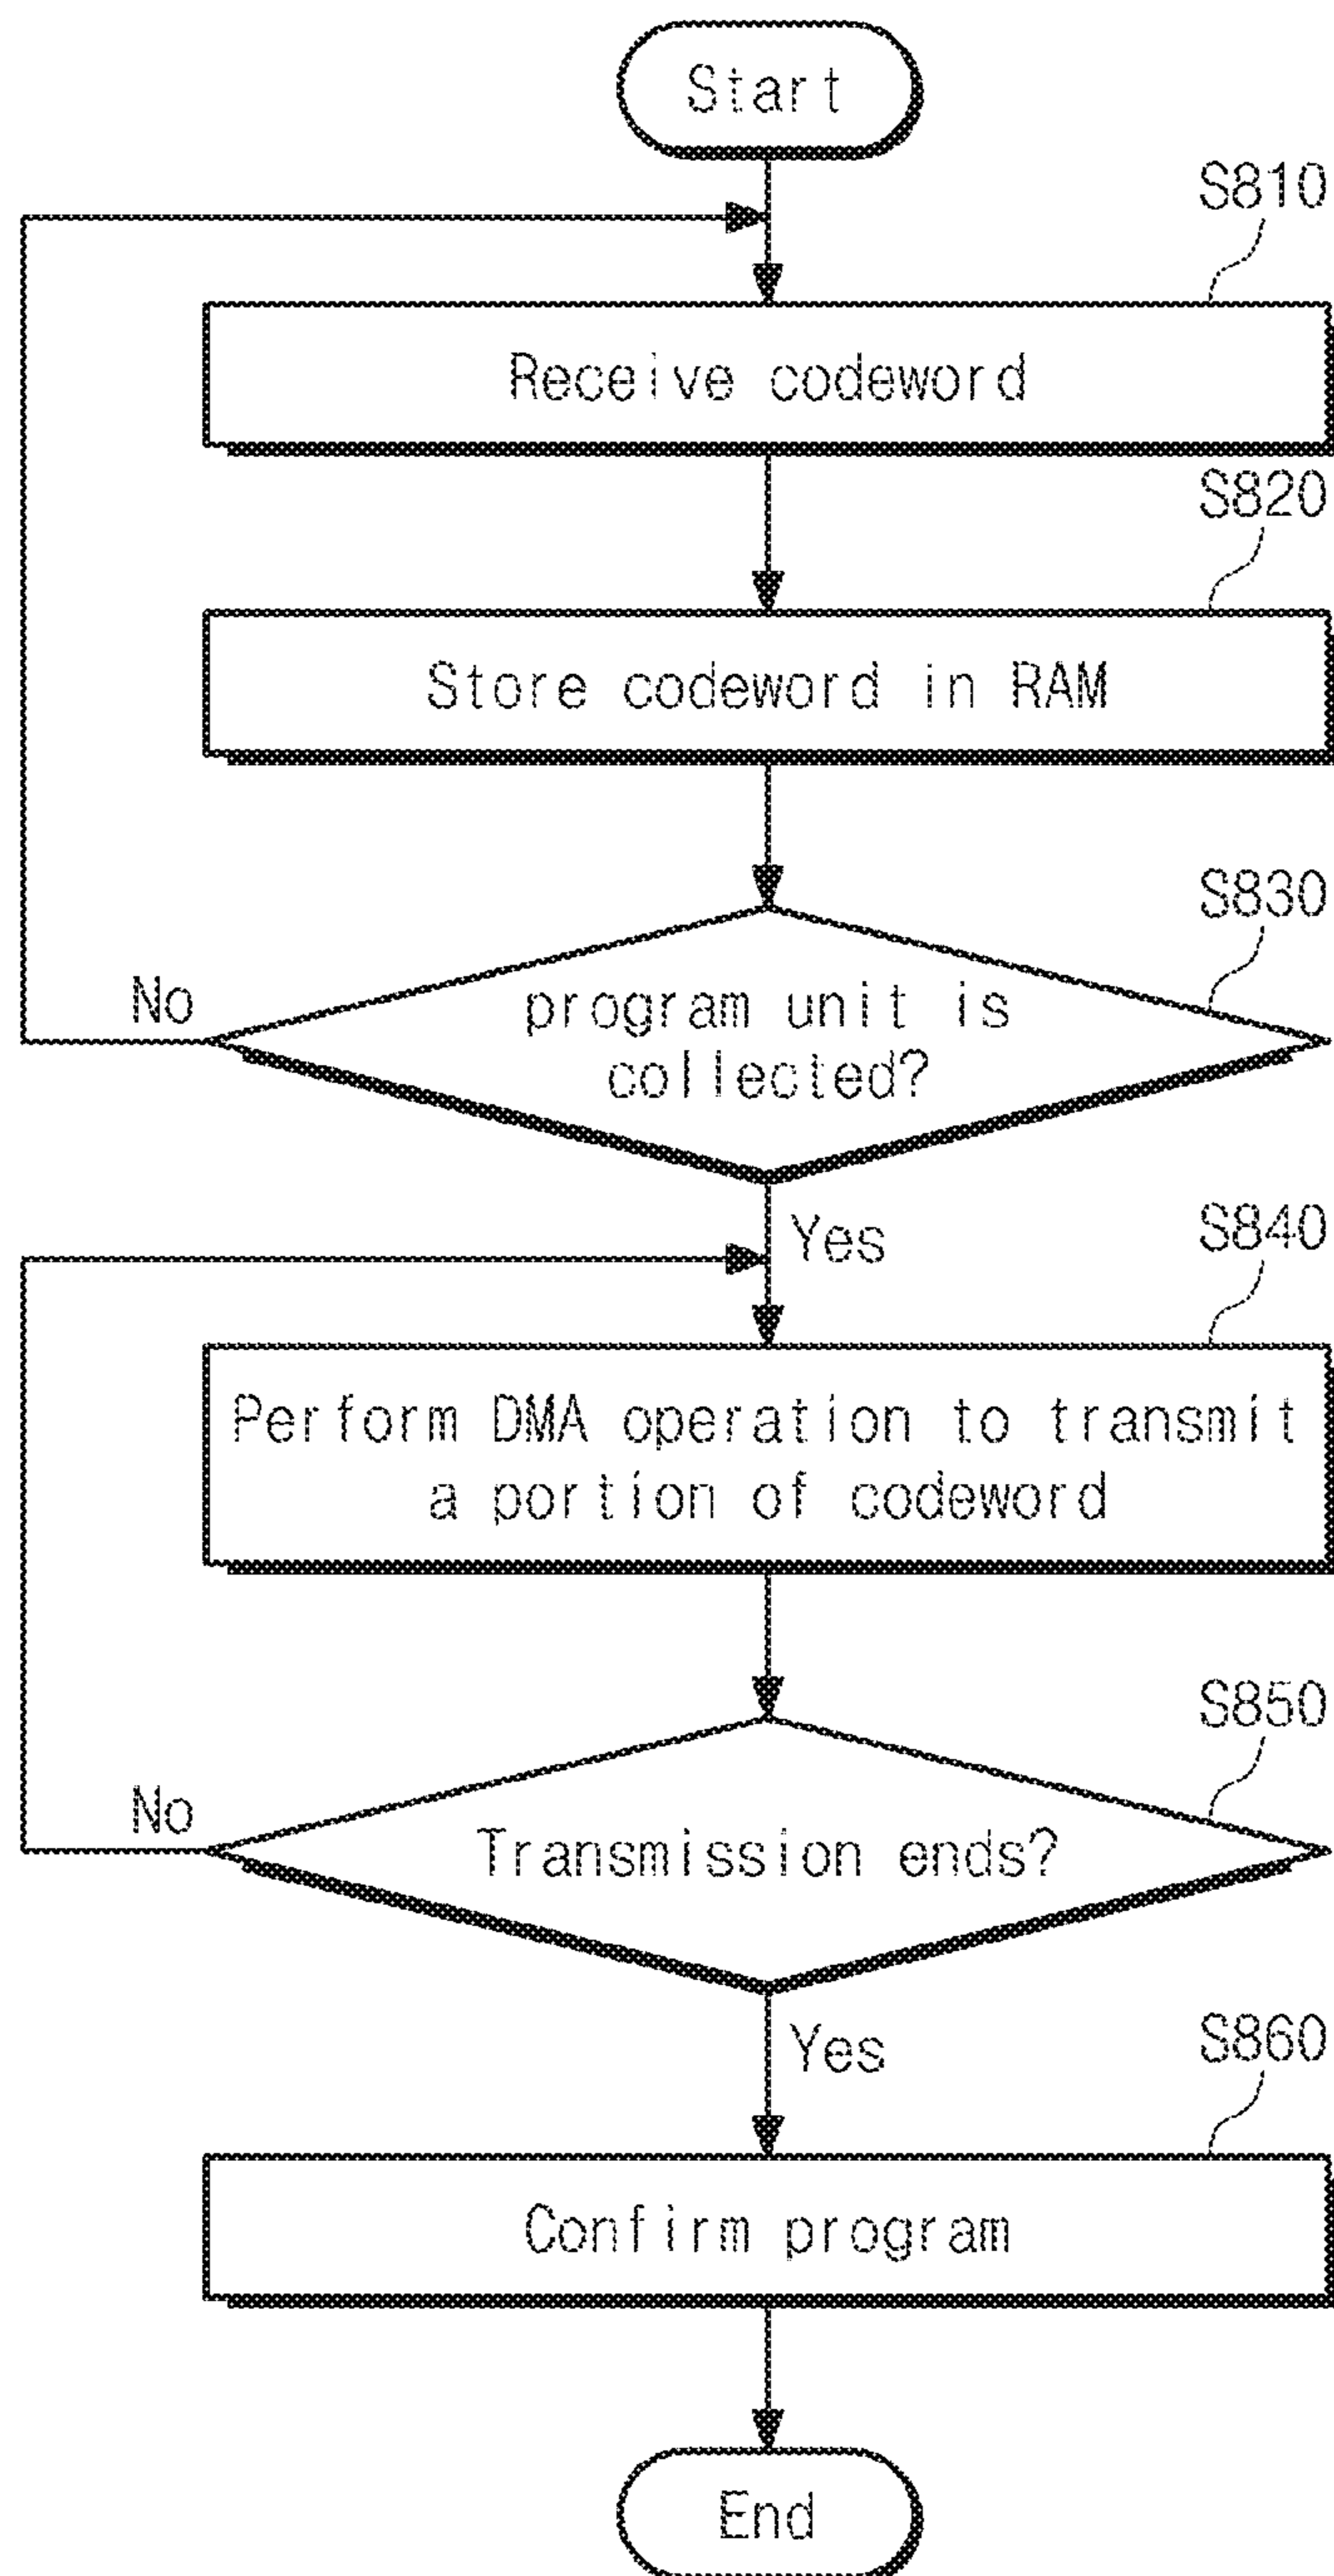 Start
S810
Receive codeword
S820
Store codeword in RAM
S830
No
program unit is
collected?
Yes
S840
Perform DMA operation to transmit
a portion of codeword
S850
No
Transmission ends?
Yes
S860
Confirm program
End